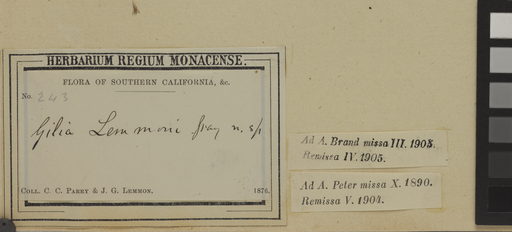 HERBARIUM REGIUM MONACENSE.
FLORA OF SOUTHERN CALIFORNIA, &c.
No. 243
Gilia Lemmoni Gray n. sp
COLL. C. C. PARRY & J. G. LEMMON. 1876.
Ad A. Brand missa III. 1905.
Remissa IV. 1905.
Ad A. Peter missa X. 1890.
Remissa V. 1904.